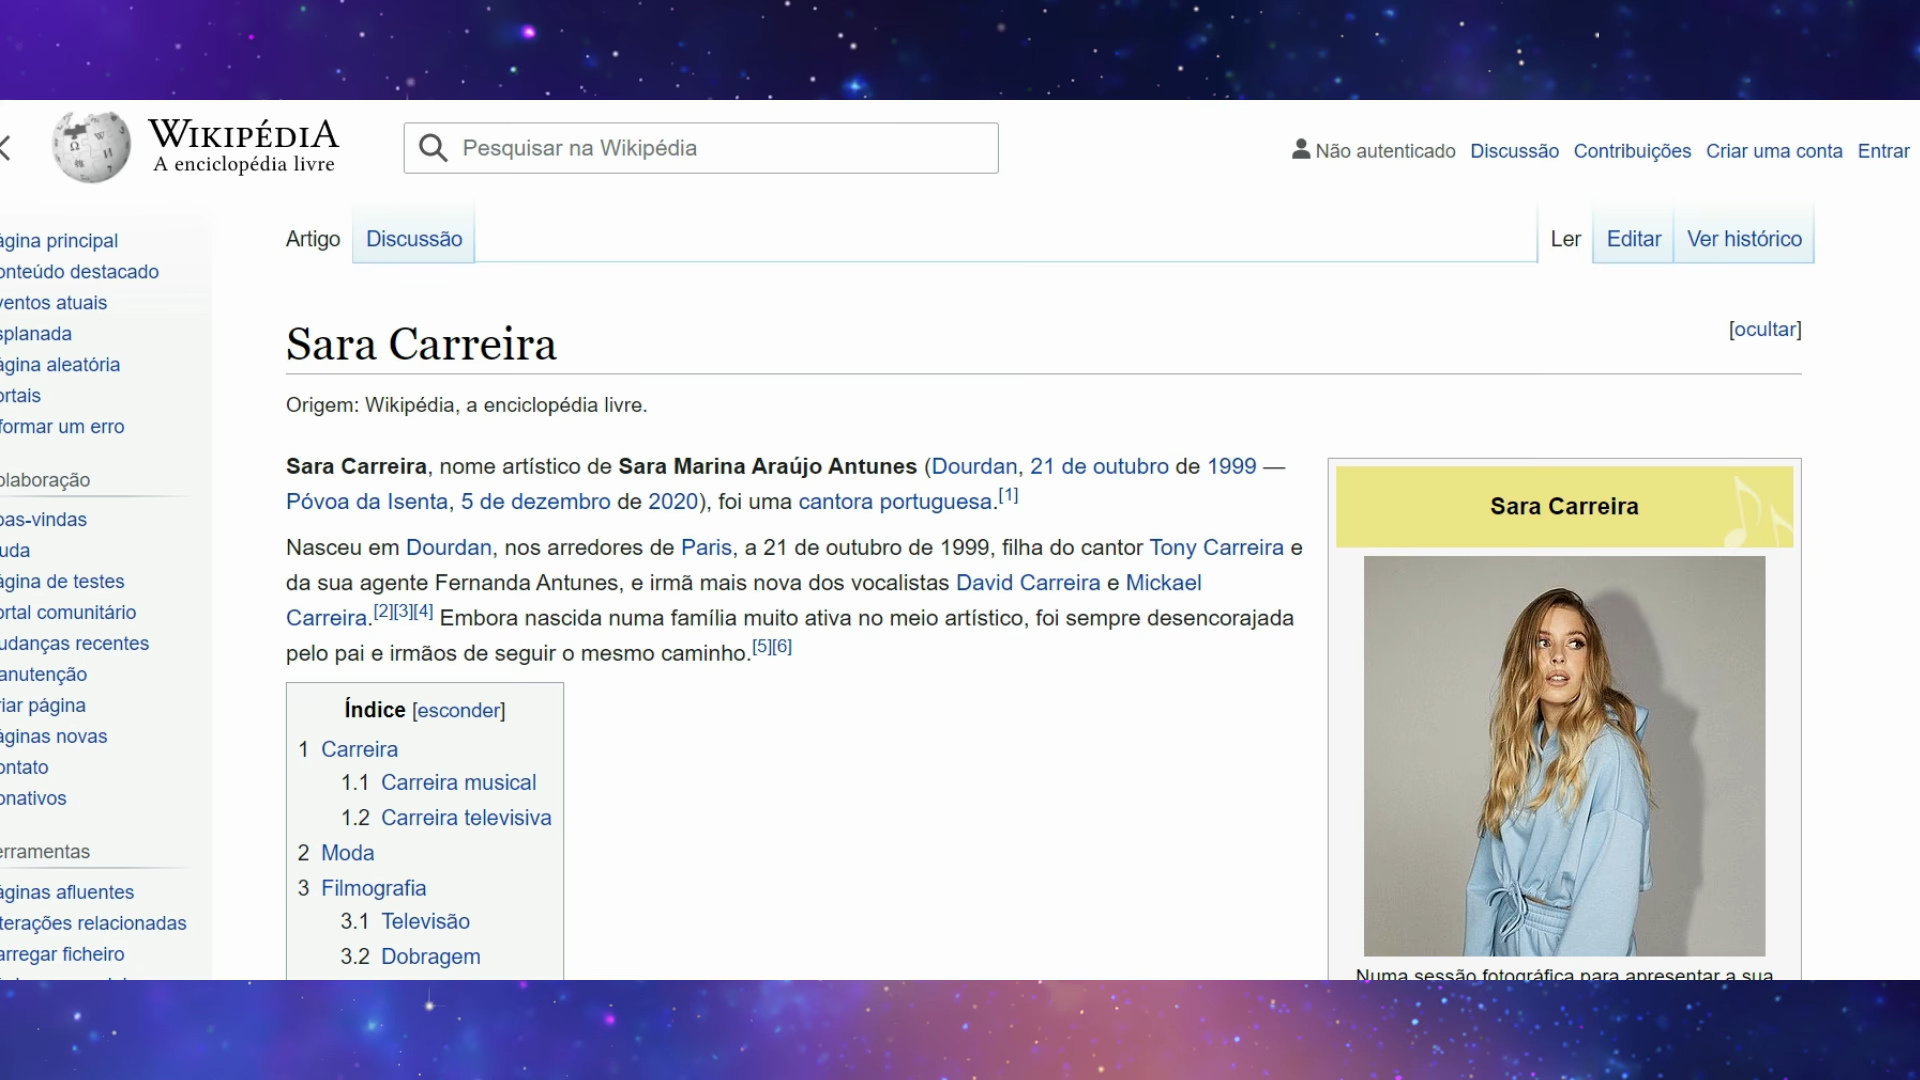 WIKIPÉDIA
A enciclopédia livre
Pesquisar na Wikipédia
Não autenticado Discussão Contribuições Criar uma conta Entrar
ágina principal
onteúdo destacado
ventos atuais
splanada
ágina aleatória
ortais
formar um erro
olaboração
oas-vindas
uda
ágina de testes
ortal comunitário
udanças recentes
anutenção
riar página
áginas novas
ontato
onativos
erramentas
áginas afluentes
terações relacionadas
arregar ficheiro
Artigo Discussão Ler Editar Ver histórico
Sara Carreira
[ocultar]
Origem: Wikipédia, a enciclopédia livre.
Sara Carreira, nome artístico de Sara Marina Araújo Antunes (Dourdan, 21 de outubro de 1999 —
Póvoa da Isenta, 5 de dezembro de 2020), foi uma cantora portuguesa.[1]
Nasceu em Dourdan, nos arredores de Paris, a 21 de outubro de 1999, filha do cantor Tony Carreira e
da sua agente Fernanda Antunes, e irmã mais nova dos vocalistas David Carreira e Mickael
Carreira.[2][3][4] Embora nascida numa família muito ativa no meio artístico, foi sempre desencorajada
pelo pai e irmãos de seguir o mesmo caminho.[5][6]
Índice [esconder]
1 Carreira
1.1 Carreira musical
1.2 Carreira televisiva
2 Moda
3 Filmografia
3.1 Televisão
3.2 Dobragem
Sara Carreira
Numa sessão fotográfica para apresentar a sua